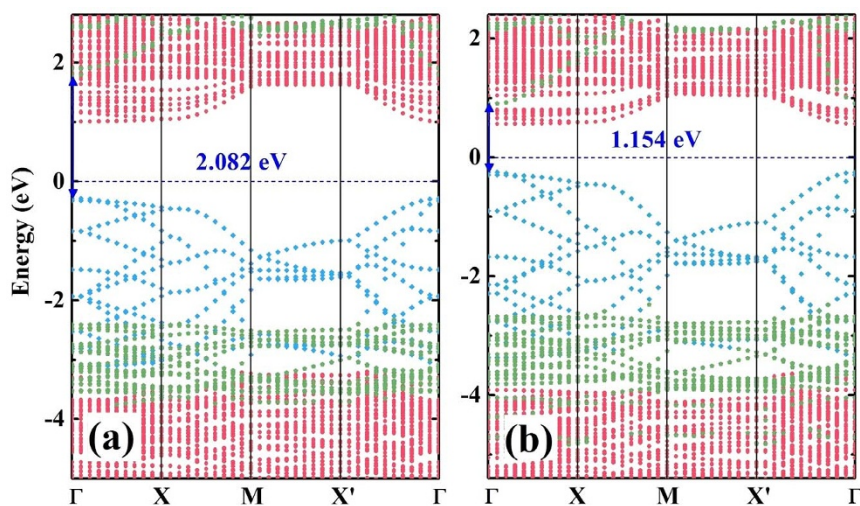 2
2.082 eV
0
Energy (eV)
-2
-4
(a)
Γ X M X' Γ
2
1.154 eV
0
-2
-4
(b)
Γ X M X' Γ